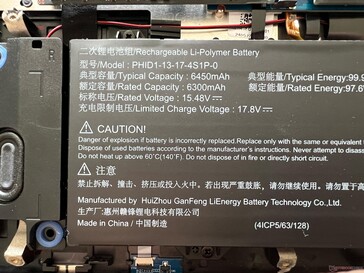 二次锂电池组/Rechargeable Li-Polymer Battery
型号/Model: PHID1-13-17-4S1P-0
典型容量/Typical Capacity : 6450mAh 典型能量/Typical Energy:99.9
额定容量/Rated Capacity : 6300mAh 额定能量/Rated Energy:97.6
标称电压/Rated Voltage : 15.48V
充电限制电压/Limited Charge Voltage : 17.8V
CAUTION!
Danger of explosion if battery is incorrectly replaced.Replace only with the same or equivalent
Dispose of used batteries according to the manufacturer's instructions. Never attempt to
Do not heat up above 60℃(140℉). Do not dispose of in fire or directly short circuit.
注意
禁止拆卸、撞击、挤压或投入火中。若出现严重鼓胀，请勿继续使用。请勿置于高
Manufactured by HuiZhou GanFeng LiEnergy Battery Technology Co.,Ltd.
生产商:惠州赣锋锂电科技有限公司
Made in China / 中国制造 (4ICP5/63/128)